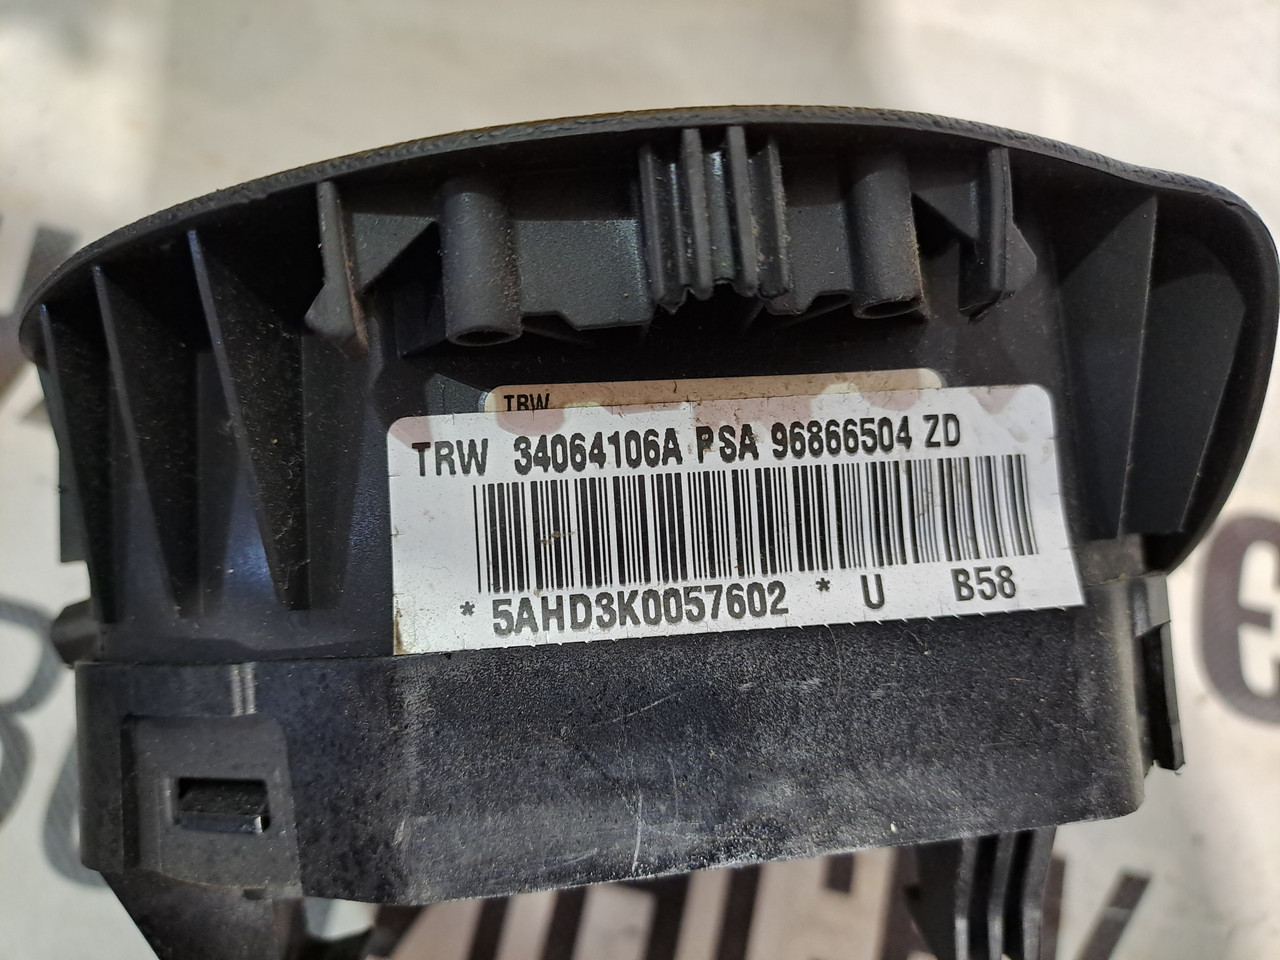 TRW
TRW 34064106A PSA 96866504 ZD
* 5AHD3K0057602 * U B58